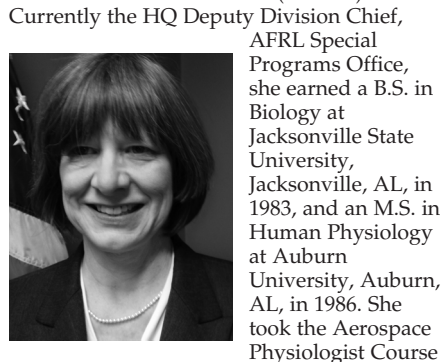 Currently the HQ Deputy Division Chief,
AFRL Special
Programs Office,
she earned a B.S. in
Biology at
Jacksonville State
University,
Jacksonville, AL, in
1983, and an M.S. in
Human Physiology
at Auburn
University, Auburn,
AL, in 1986. She
took the Aerospace
Physiologist Course